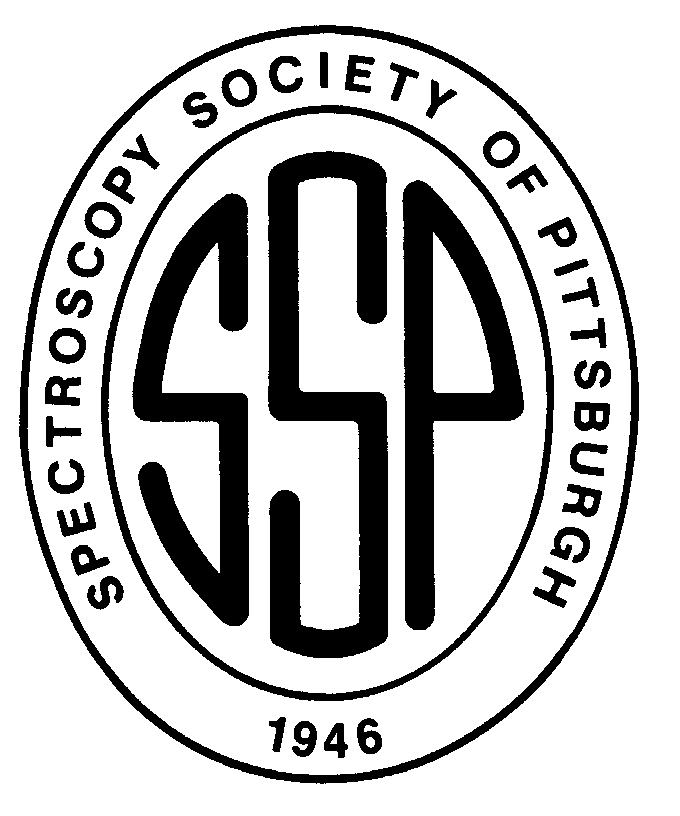 SPECTROSCOPY SOCIETY OF PITTSBURGH
SSP
1946